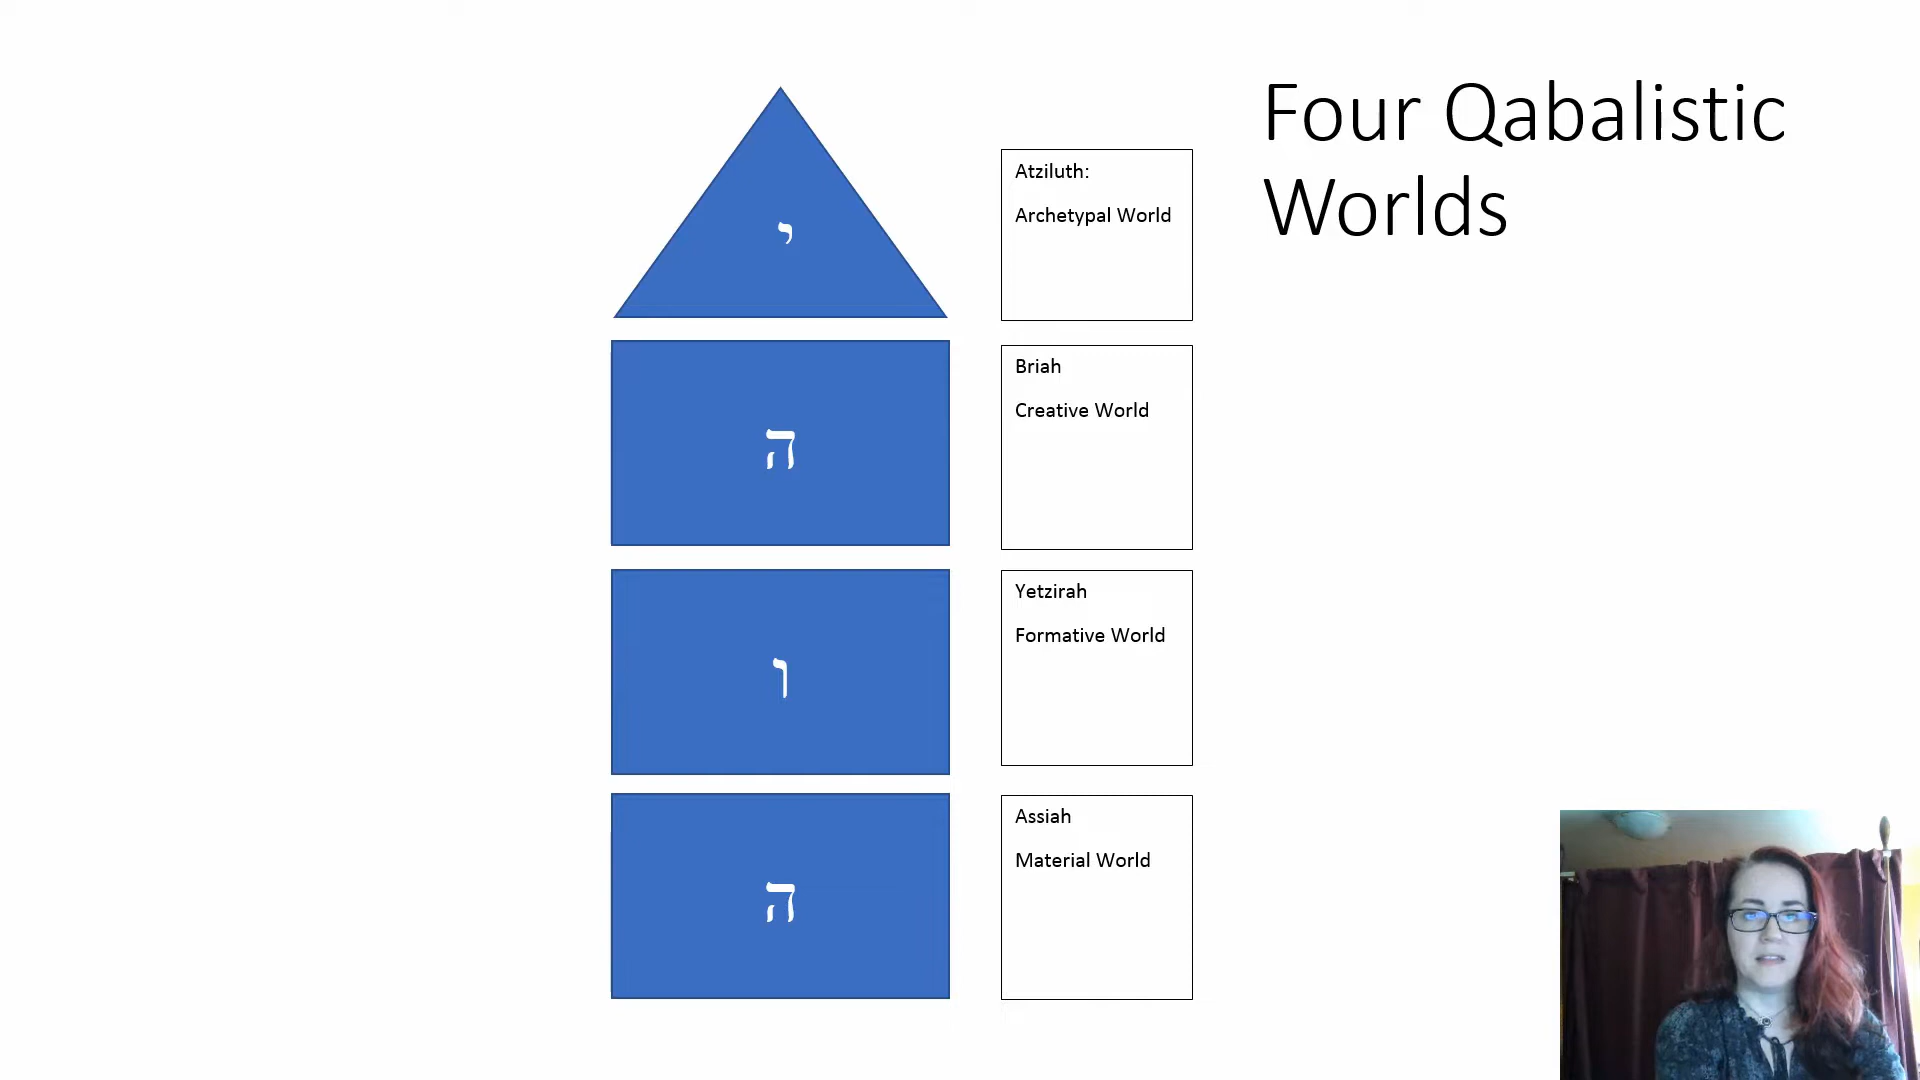 Four Qabalistic
Worlds
י
Atziluth:
Archetypal World
ה
Briah
Creative World
ו
Yetzirah
Formative World
ה
Assiah
Material World